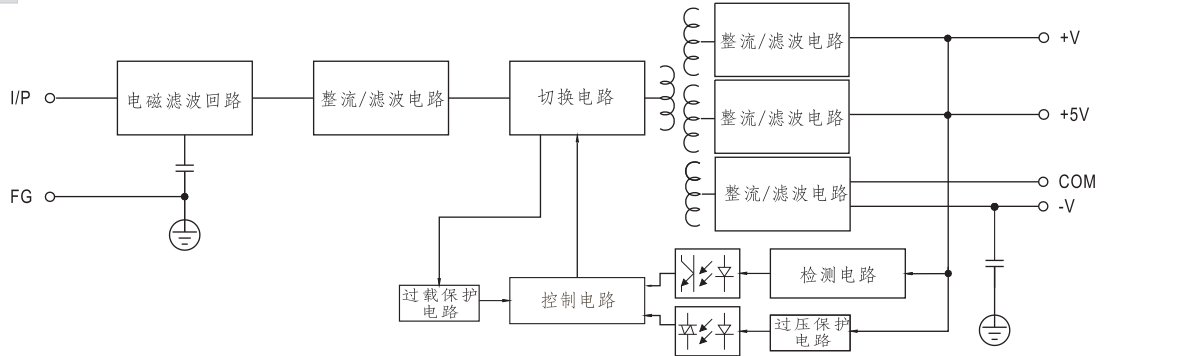 整流/滤波电路
+V
I/P
电磁滤波回路
整流/滤波电路
切换电路
整流/滤波电路
+5V
FG
整流/滤波电路
COM
-V
检测电路
过载保护
电路
控制电路
过压保护
电路